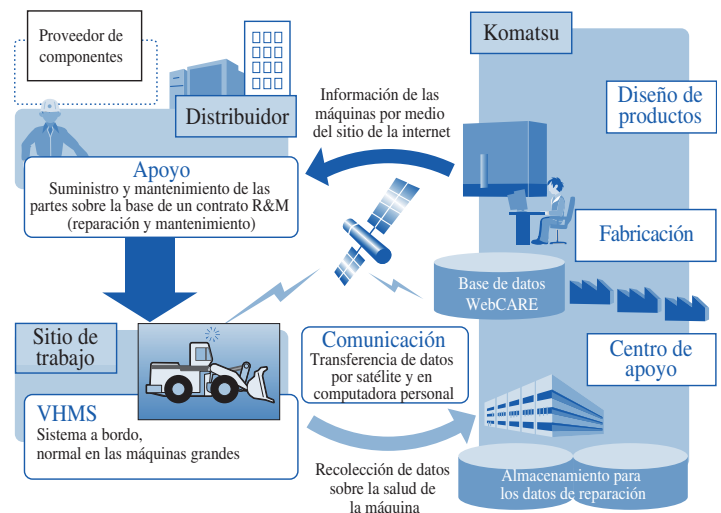 Proveedor de
componentes
Distribuidor
Apoyo
Suministro y mantenimiento de las
partes sobre la base de un contrato R&M
(reparación y mantenimiento)
Información de las
máquinas por medio
del sitio de la internet
Komatsu
Diseño de
productos
Fabricación
Base de datos
WebCARE
Centro de
apoyo
Sitio de
trabajo
VHMS
Sistema a bordo,
normal en las máquinas grandes
Comunicación
Transferencia de datos
por satélite y en
computadora personal
Recolección de datos
sobre la salud de
la máquina
Almacenamiento para
los datos de reparación